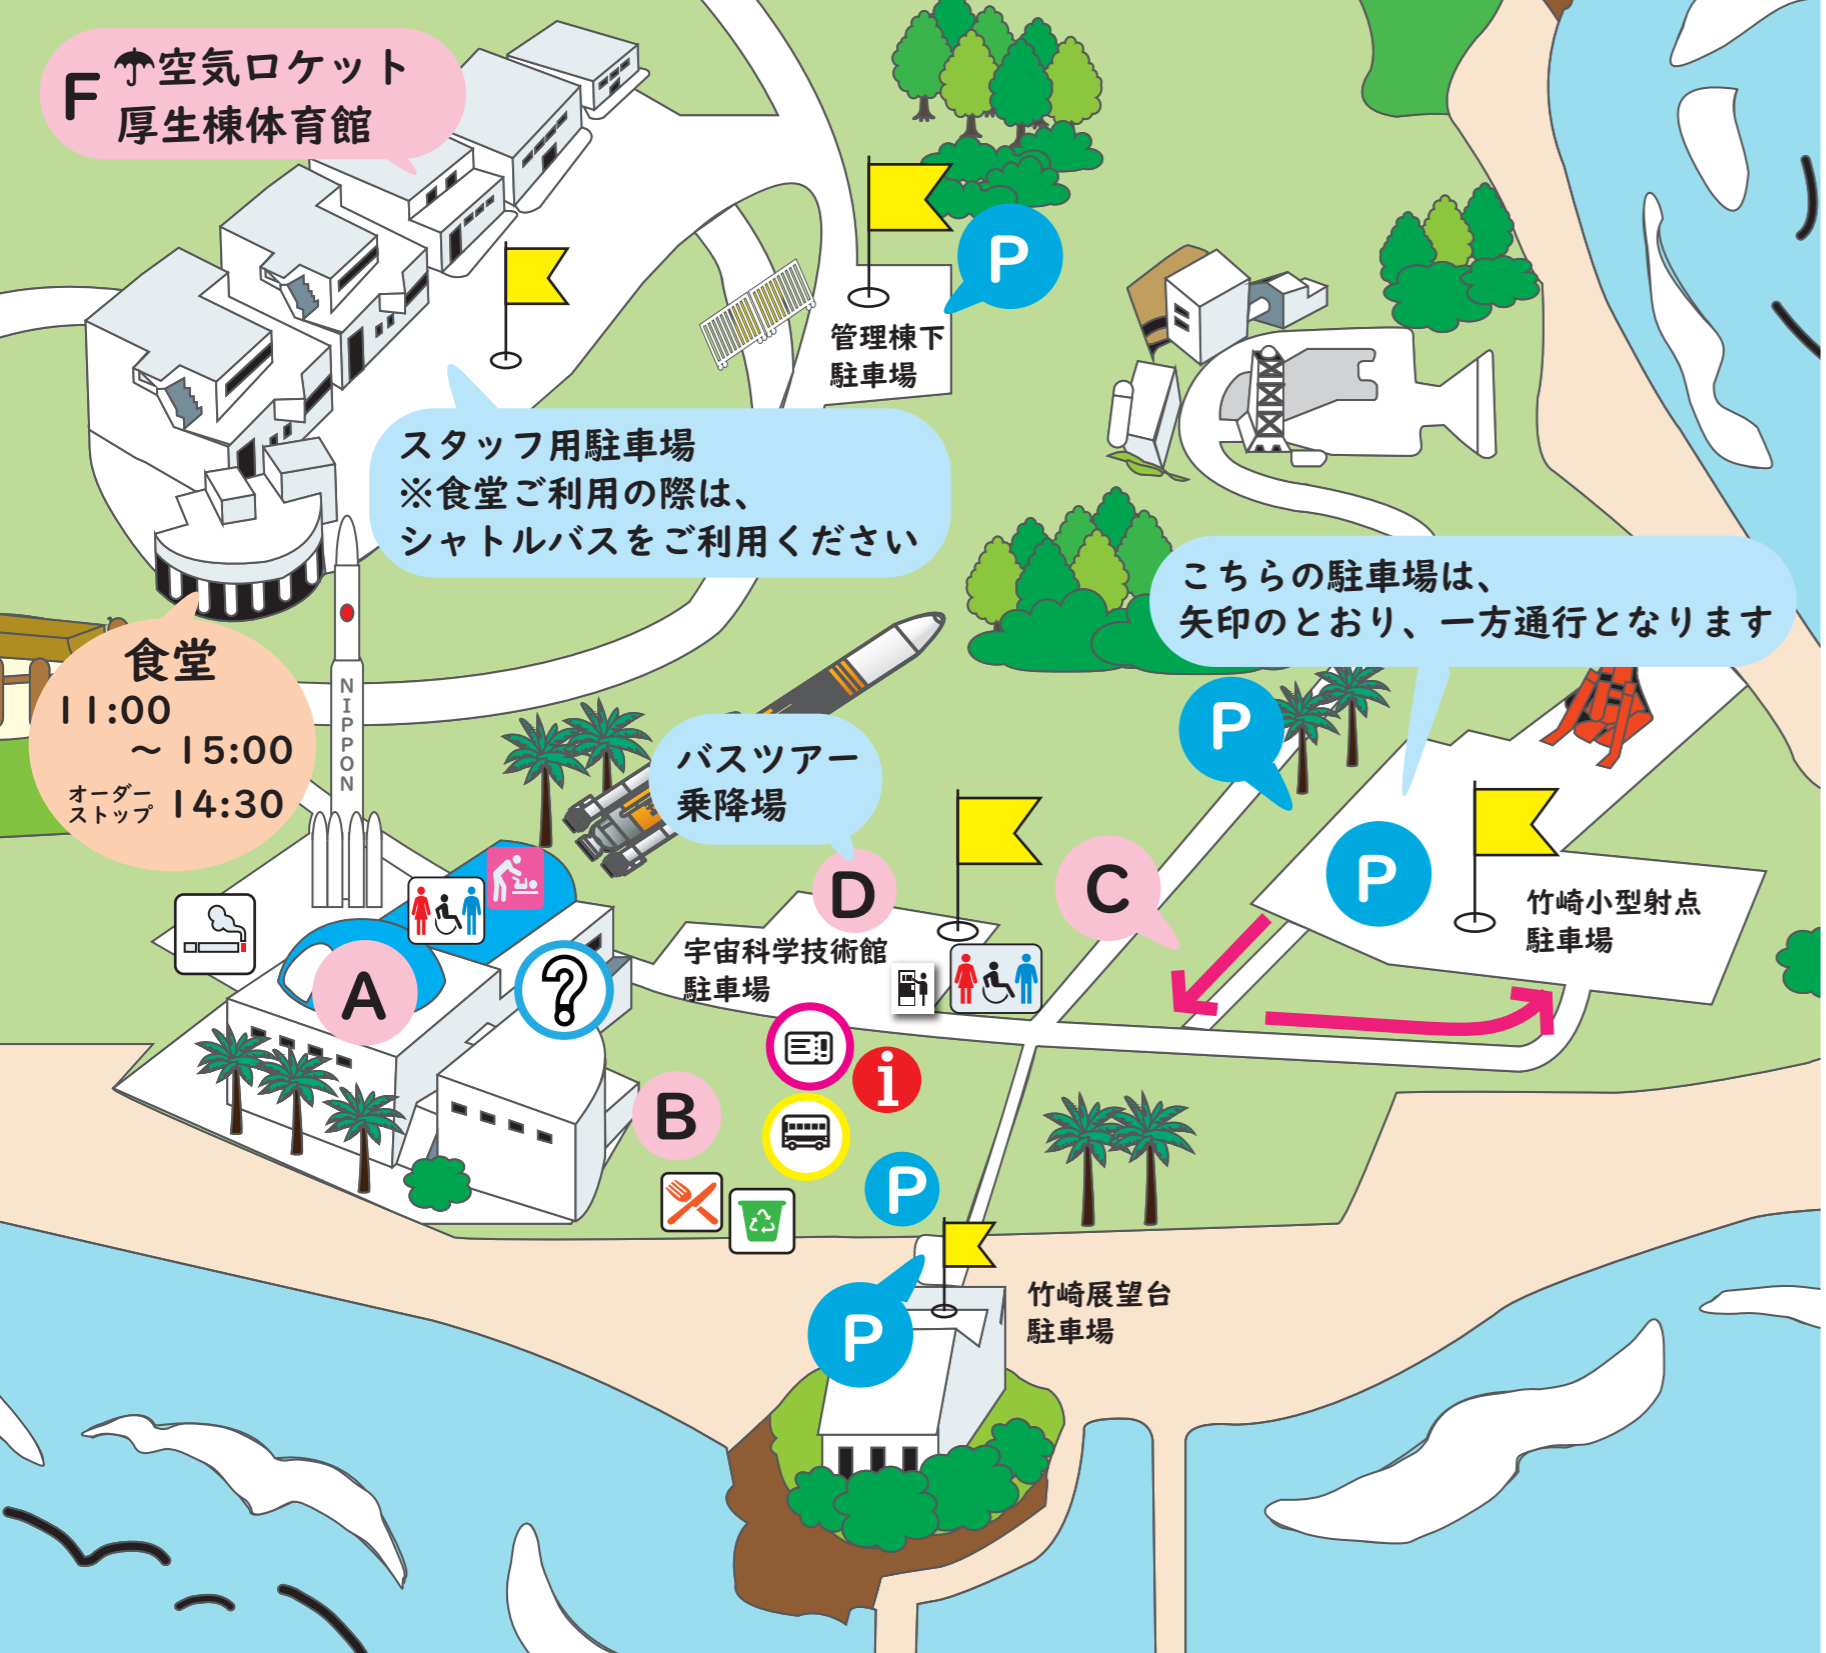 F ☂空気ロケット
厚生棟体育館
P
管理棟下
駐車場
スタッフ用駐車場
※食堂ご利用の際は、
シャトルバスをご利用ください
こちらの駐車場は、
矢印のとおり、一方通行となります
食堂
11:00
～15:00
オーダー
ストップ 14:30
NIPPON
バスツアー
乗降場
P
P
竹崎小型射点
駐車場
C
D
宇宙科学技術館
駐車場
A
?
B
i
P
P
竹崎展望台
駐車場